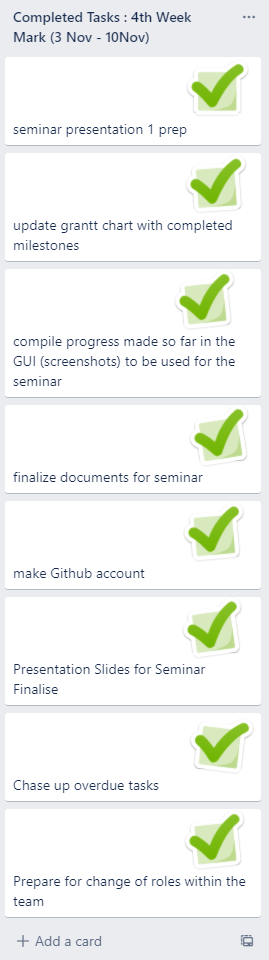 Completed Tasks : 4th Week
Mark (3 Nov - 10Nov)
seminar presentation 1 prep
update grantt chart with completed
milestones
compile progress made so far in the
GUI (screenshots) to be used for the
seminar
finalize documents for seminar
make Github account
Presentation Slides for Seminar
Finalise
Chase up overdue tasks
Prepare for change of roles within the
team
Add a card